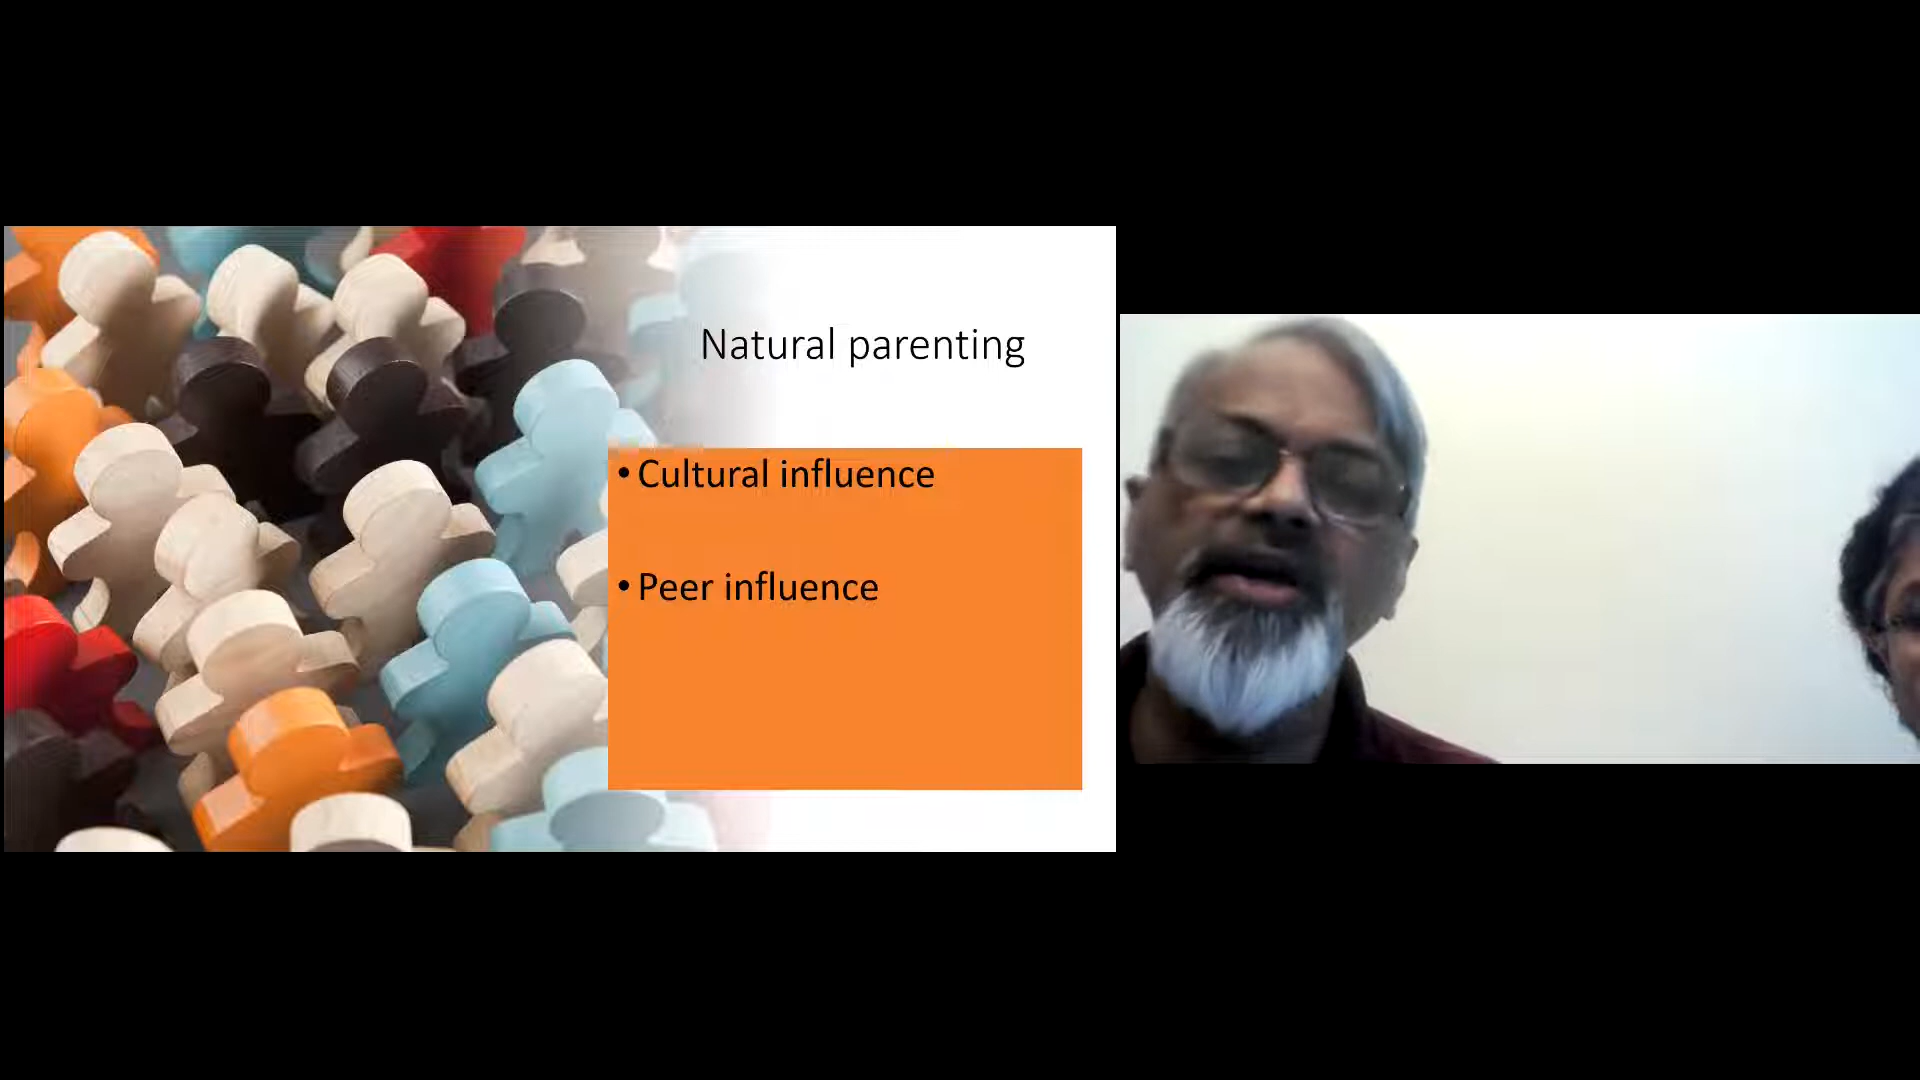 Natural parenting
• Cultural influence
• Peer influence